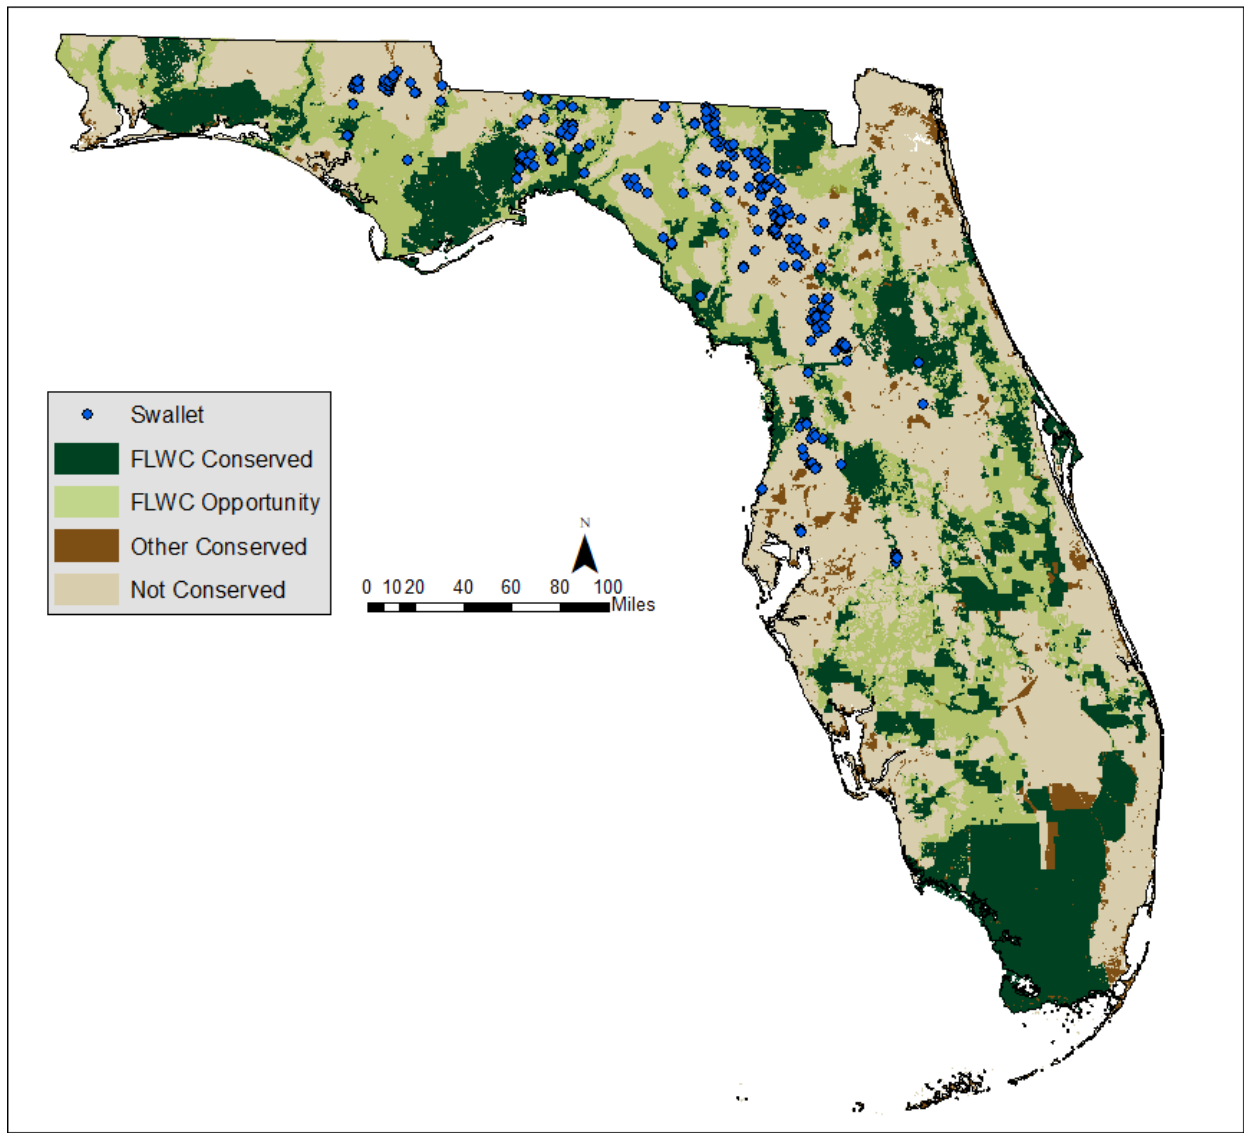 Swallet
FLWC Conserved
FLWC Opportunity
Other Conserved
Not Conserved
N
0 10 20 40 60 80 100
Miles